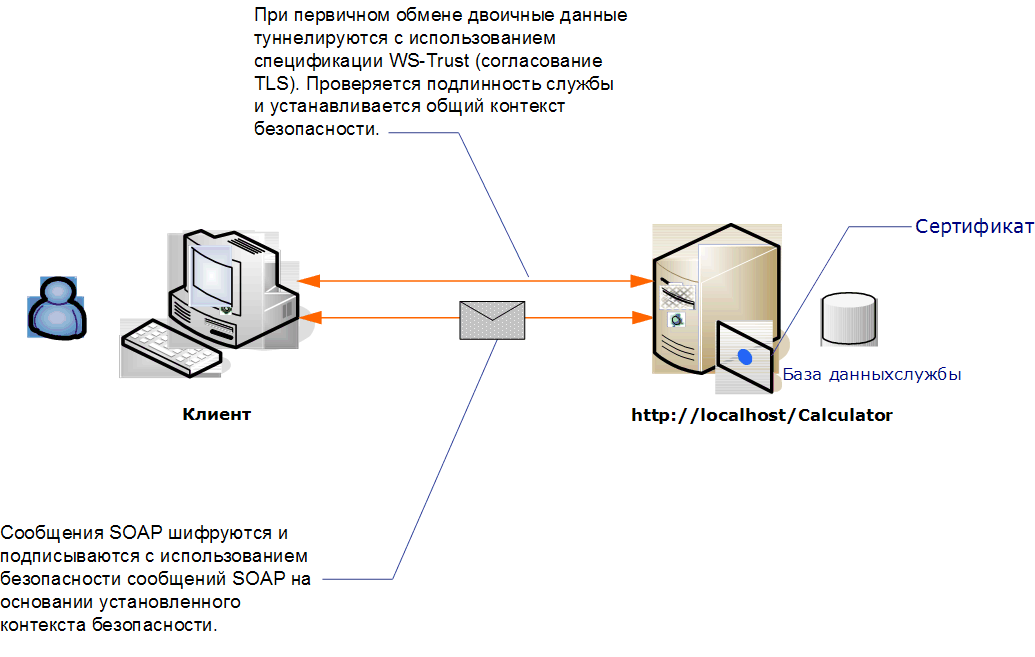 При первичном обмене двоичные данные
туннелируются с использованием
спецификации WS-Trust (согласование
TLS). Проверяется подлинность службы
и устанавливается общий контекст
безопасности.
Сертификат
База данныхслужбы
Клиент
http://localhost/Calculator
Сообщения SOAP шифруются и
подписываются с использованием
безопасности сообщений SOAP на
основании установленного
контекста безопасности.